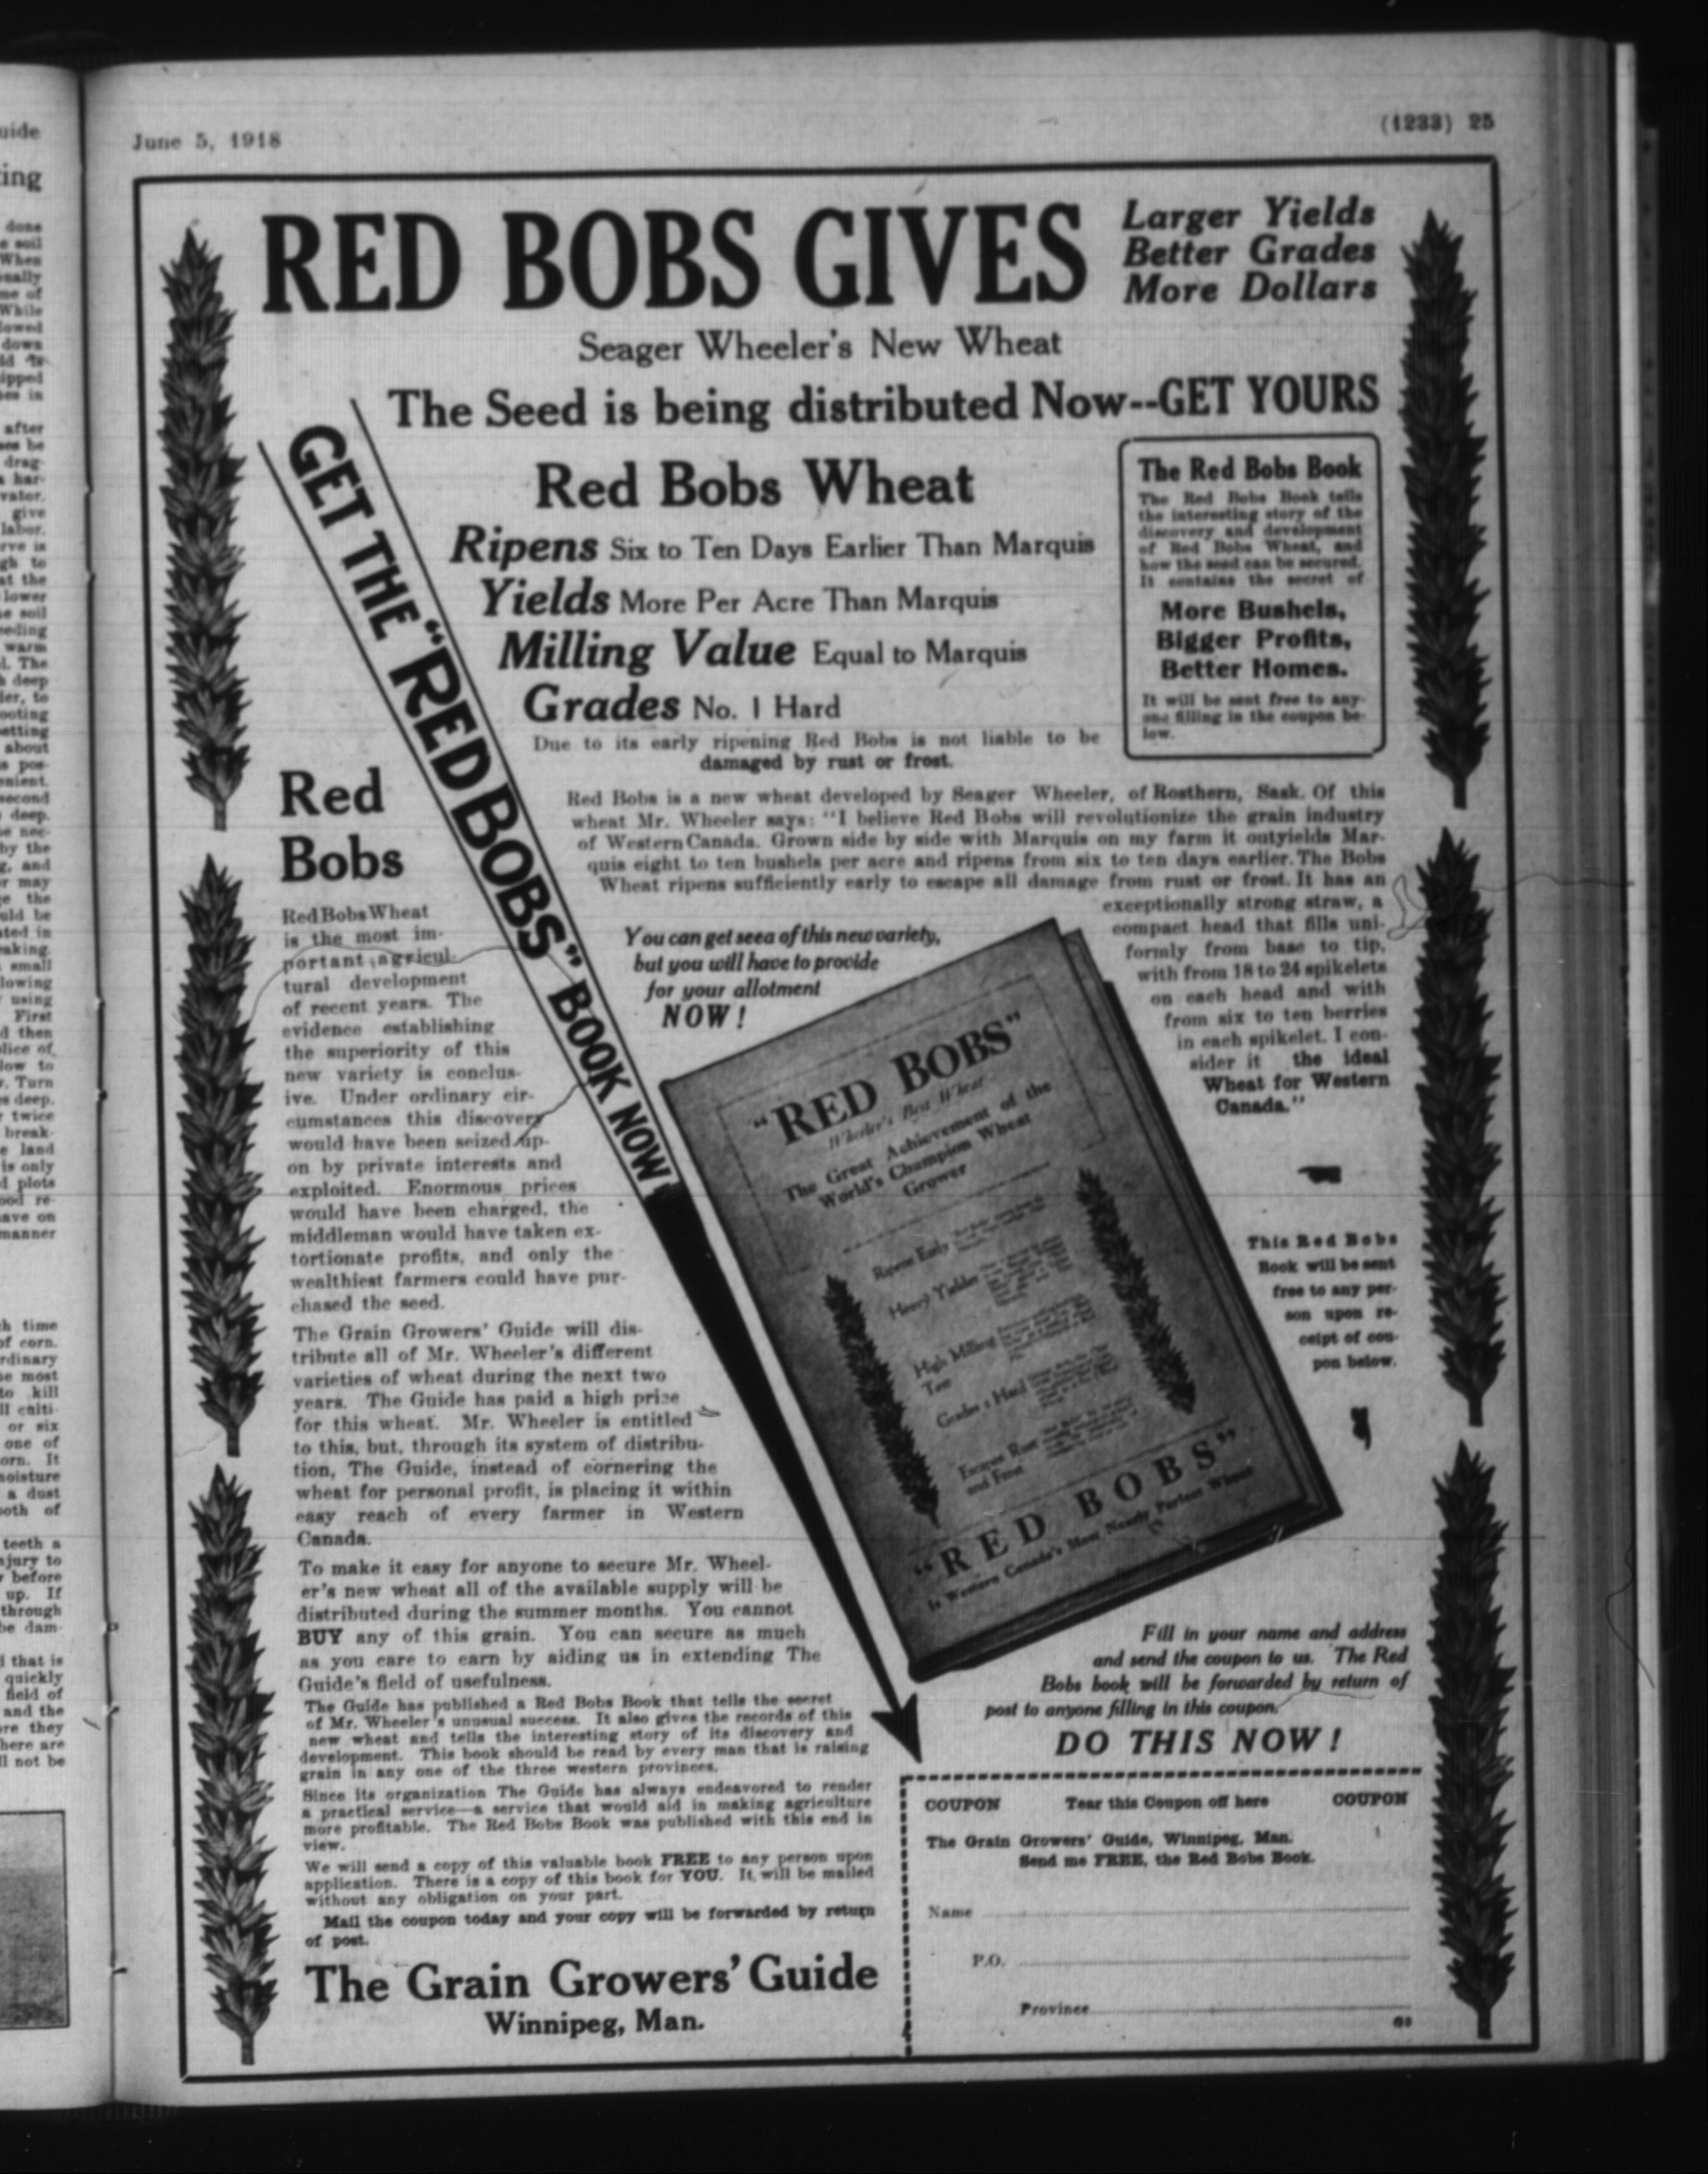 June 5, 1918
(1233) 25
RED BOBS GIVES
Larger Yields
Better Grades
More Dollars
Seager Wheeler's New Wheat
The Seed is being distributed Now--GET YOURS
GET THE "RED BOBS" BOOK NOW!
Red Bobs Wheat
Ripens Six to Ten Days Earlier Than Marquis
Yields More Per Acre Than Marquis
Milling Value Equal to Marquis
Grades No. 1 Hard
Due to its early ripening Red Bobs is not liable to be
damaged by rust or frost.
The Red Bobs Book
The Red Bobs Book tells
the interesting story of the
discovery and development
of Red Bobs Wheat, and
how the seed can be secured.
It contains the secret of
More Bushels,
Bigger Profits,
Better Homes.
It will be sent free to any-
one filling in the coupon be-
low.
Red Bobs is a new wheat developed by Seager Wheeler, of Rosthern, Sask. Of this
wheat Mr. Wheeler says: "I believe Red Bobs will revolutionize the grain industry
of Western Canada. Grown side by side with Marquis on my farm it outyields Mar-
quis eight to ten bushels per acre and ripens from six to ten days earlier. The Bobs
Wheat ripens sufficiently early to escape all damage from rust or frost. It has an
exceptionally strong straw, a
compact head that fills uni-
formly from base to tip,
with from 18 to 24 spikelets
on each head and with
from six to ten berries
in each spikelet. I con-
sider it the ideal
Wheat for Western
Canada."
You can get seed of this new variety,
but you will have to provide
for your allotment
NOW!
Red
Bobs
Red Bobs Wheat
is the most im-
portant agricul-
tural development
of recent years. The
evidence establishing
the superiority of this
new variety is conclus-
ive. Under ordinary cir-
cumstances this discovery
would have been seized up-
on by private interests and
exploited. Enormous prices
would have been charged, the
middleman would have taken ex-
tortionate profits, and only the
wealthiest farmers could have pur-
chased the seed.
The Grain Growers' Guide will dis-
tribute all of Mr. Wheeler's different
varieties of wheat during the next two
years. The Guide has paid a high prize
for this wheat. Mr. Wheeler is entitled
to this, but, through its system of distribu-
tion, The Guide, instead of cornering the
wheat for personal profit, is placing it within
easy reach of every farmer in Western
Canada.
To make it easy for anyone to secure Mr. Wheel-
er's new wheat all of the available supply will be
distributed during the summer months. You cannot
BUY any of this grain. You can secure as much
as you care to earn by aiding us in extending The
Guide's field of usefulness.
The Guide has published a Red Bobs Book that tells the secret
of Mr. Wheeler's unusual success. It also gives the records of this
new wheat and tells the interesting story of its discovery and
development. This book should be read by every man that is raising
grain in any one of the three western provinces.
Since its organization The Guide has always endeavored to render
a practical service—a service that would aid in making agriculture
more profitable. The Red Bobs Book was published with this end in
view.
We will send a copy of this valuable book FREE to any person upon
application. There is a copy of this book for YOU. It will be mailed
without any obligation on your part.
Mail the coupon today and your copy will be forwarded by return
of post.
The Grain Growers' Guide
Winnipeg, Man.
"RED BOBS"
Wheeler's Best Wheat
The Great Achievement of the
World's Champion Wheat
Grower
Ripens Early
Heavy Yielder
High Milling
Test
Grades 1 Hard
Escapes Rust
and Frost
"RED BOBS"
Is Western Canada's Most Nearly Perfect Wheat
This Red Bobs
Book will be sent
free to any per-
son upon re-
ceipt of cou-
pon below.
Fill in your name and address
and send the coupon to us. The Red
Bobs book will be forwarded by return of
post to anyone filling in this coupon.
DO THIS NOW!
COUPON Tear this Coupon off here COUPON
The Grain Growers' Guide, Winnipeg, Man.
Send me FREE, the Red Bobs Book.
Name
P.O.
Province